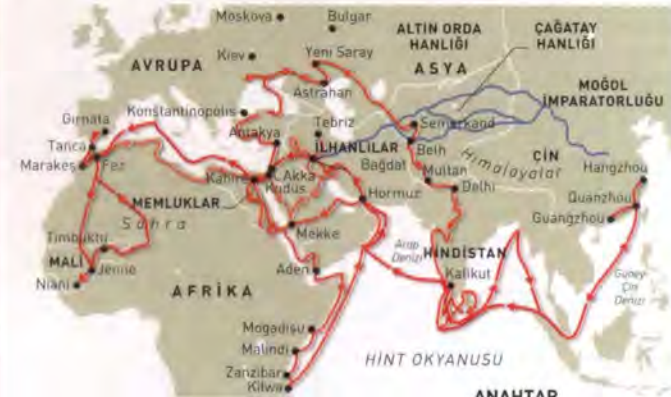 Moskova
Bulgar
Kiev
Yeni Saray
ALTIN ORDA
HANLIĞI
ÇAĞATAY
HANLIĞI
AVRUPA
ASYA
Astrahan
MOĞOL
İMPARATORLUĞU
Gırnata
Konstantinopolis
Tebriz
Semerkand
Tanca
Antakya
İLHANLILAR
Belh
ÇİN
Marakeş
Fez
Akka
Bağdat
Himalayalar
Hangzhou
Kahire
Kudüs
Multan
MEMLUKLAR
Hormuz
Delhi
Quanzhou
Sahra
Guangzhou
Mekke
Timbuktu
Arap
Denizi
HİNDİSTAN
MALİ
Jenne
Aden
Kalikut
Güney
Çin
Denizi
Niani
AFRİKA
Mogadişu
Malindi
HİNT OKYANUSU
Zanzibar
Kilwa
ANAHTAR